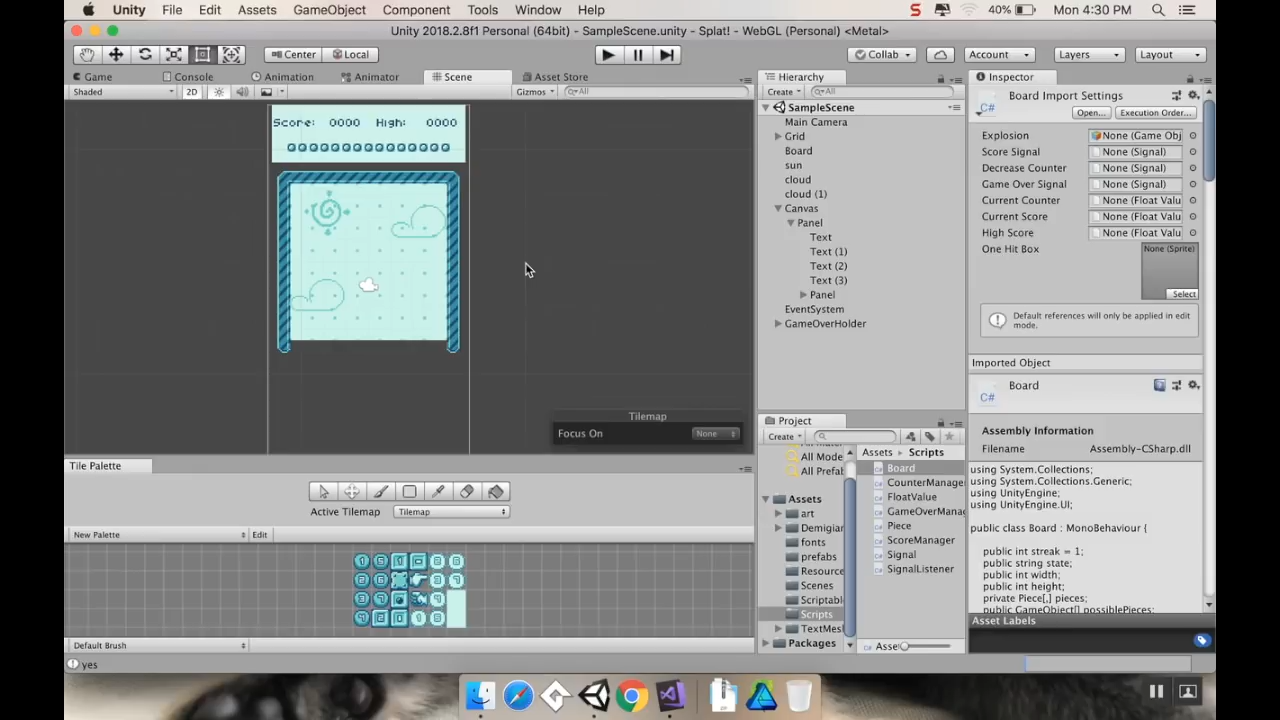 Unity File Edit Assets GameObject Component Tools Window Help 40% Mon 4:30 PM
Unity 2018.2.8f1 Personal (64bit) - SampleScene.unity - Splat! - WebGL (Personal) <Metal>
Center Local Collab Account Layers Layout
Game Console Animation Animator Scene Asset Store
Shaded 2D Gizmos All
Score: 0000 High: 0000
Tilemap
Focus On None
Tile Palette
Active Tilemap Tilemap
New Palette Edit
Default Brush
yes
Hierarchy
Create All
SampleScene
Main Camera
Grid
Board
sun
cloud
cloud (1)
Canvas
Panel
Text
Text (1)
Text (2)
Text (3)
Panel
EventSystem
GameOverHolder
Project
Create
All Mode
All Prefab
Assets
art
Demigian
fonts
prefabs
Resource
Scenes
Scriptabl
Scripts
TextMesh
Packages
Assets Scripts
Board
CounterManage
FloatValue
GameOverMana
Piece
ScoreManager
Signal
SignalListener
Asse
Inspector
Board Import Settings
C#
Open... Execution Order...
Explosion None (Game Obj
Score Signal None (Signal)
Decrease Counter None (Signal)
Game Over Signal None (Signal)
Current Counter None (Float Valu
Current Score None (Float Valu
High Score None (Float Valu
One Hit Box None (Sprite)
Select
Default references will only be applied in edit
mode.
Imported Object
Board
C#
Assembly Information
Filename Assembly-CSharp.dll
using System.Collections;
using System.Collections.Generic;
using UnityEngine;
using UnityEngine.UI;
public class Board : MonoBehaviour {
public int streak = 1;
public string state;
public int width;
public int height;
private Piece[,] pieces;
public GameObject[] possiblePieces;
Asset Labels